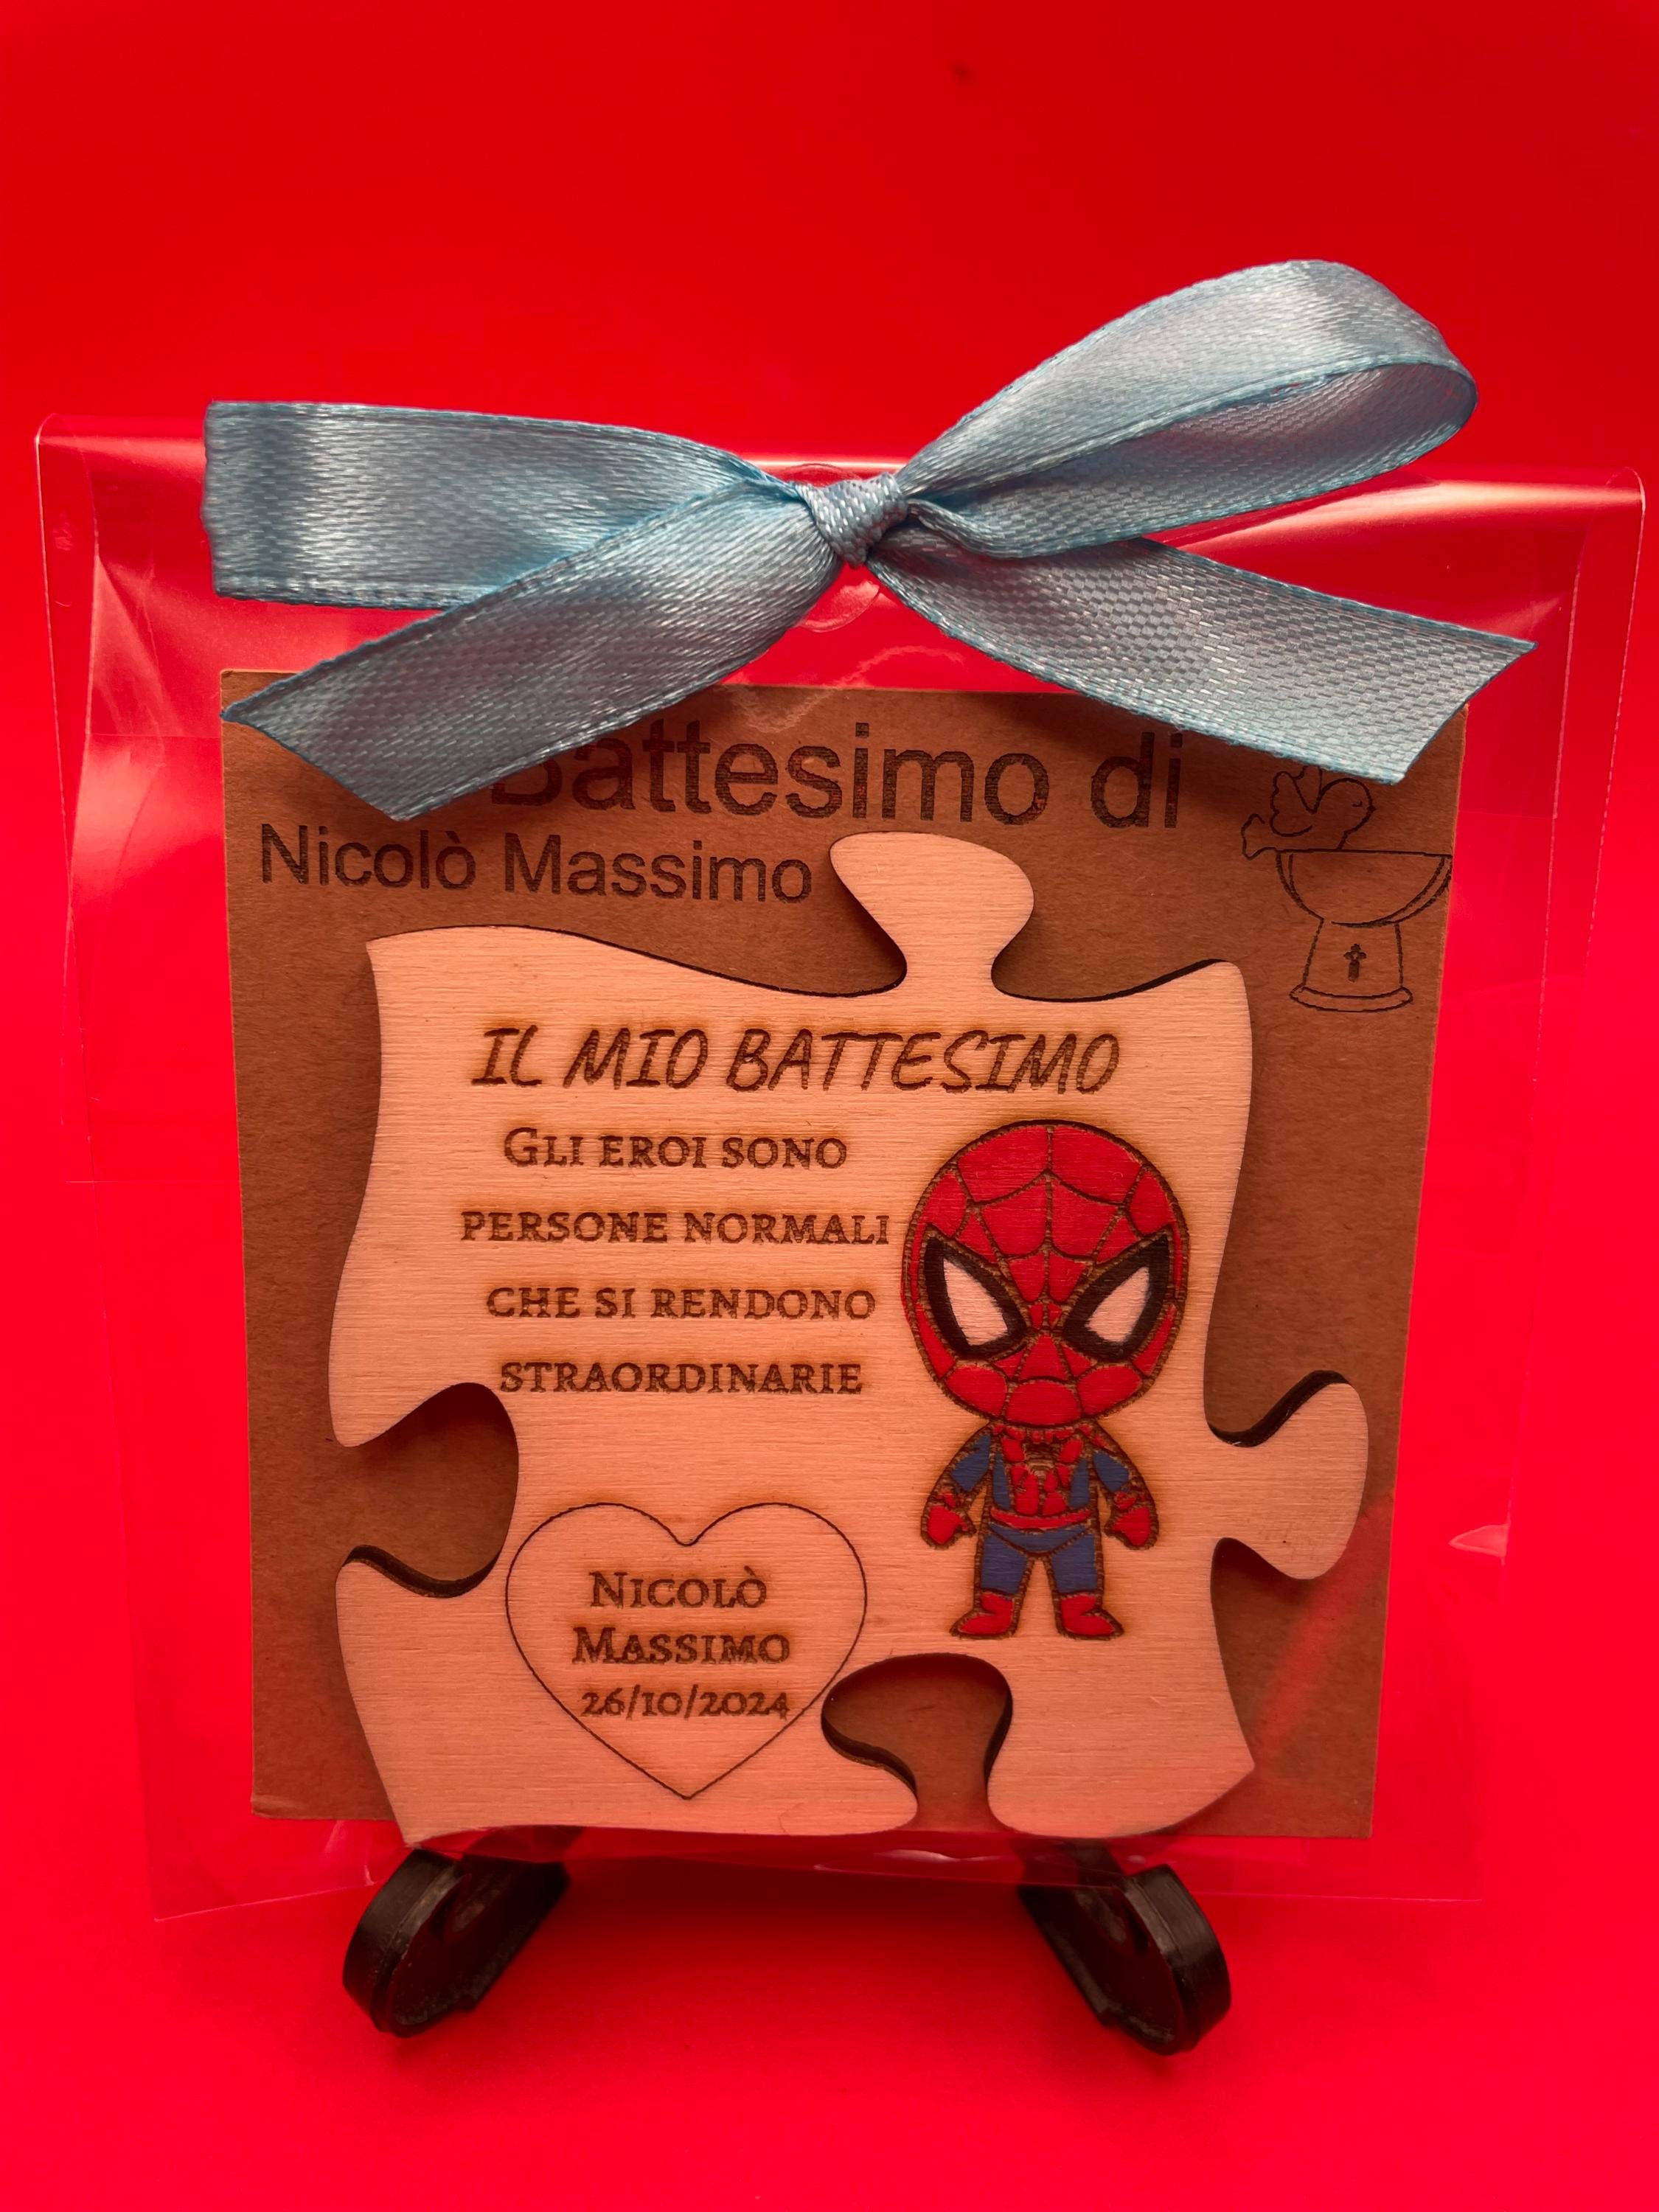 Battesimo di
Nicolò Massimo
IL MIO BATTESIMO
GLI EROI SONO
PERSONE NORMALI
CHE SI RENDONO
STRAORDINARIE
NICOLÒ
MASSIMO
26/10/2024